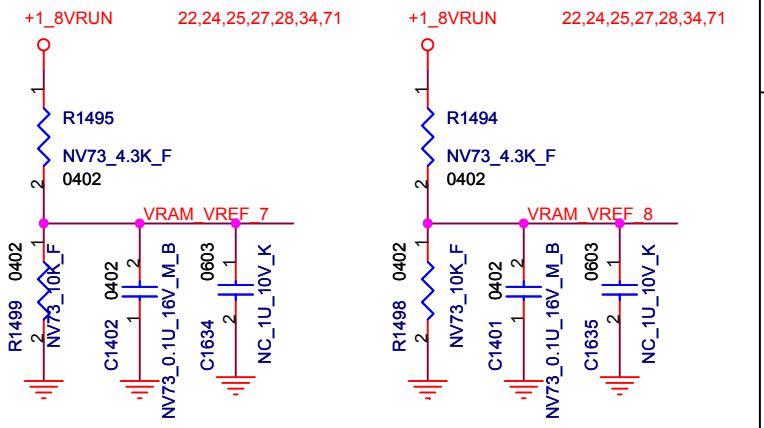 +1_8VRUN
22,24,25,27,28,34,71
1
R1495
NV73_4.3K_F
0402
2
VRAM_VREF_7
1
2
R1499
0402
NV73_10K_F
2
1
C1402
0402
NV73_0.1U_16V_M_B
1
2
C1634
0603
NC_1U_10V_K
+1_8VRUN
22,24,25,27,28,34,71
1
R1494
NV73_4.3K_F
0402
2
VRAM_VREF_8
1
2
R1498
0402
NV73_10K_F
2
1
C1401
0402
NV73_0.1U_16V_M_B
1
2
C1635
0603
NC_1U_10V_K